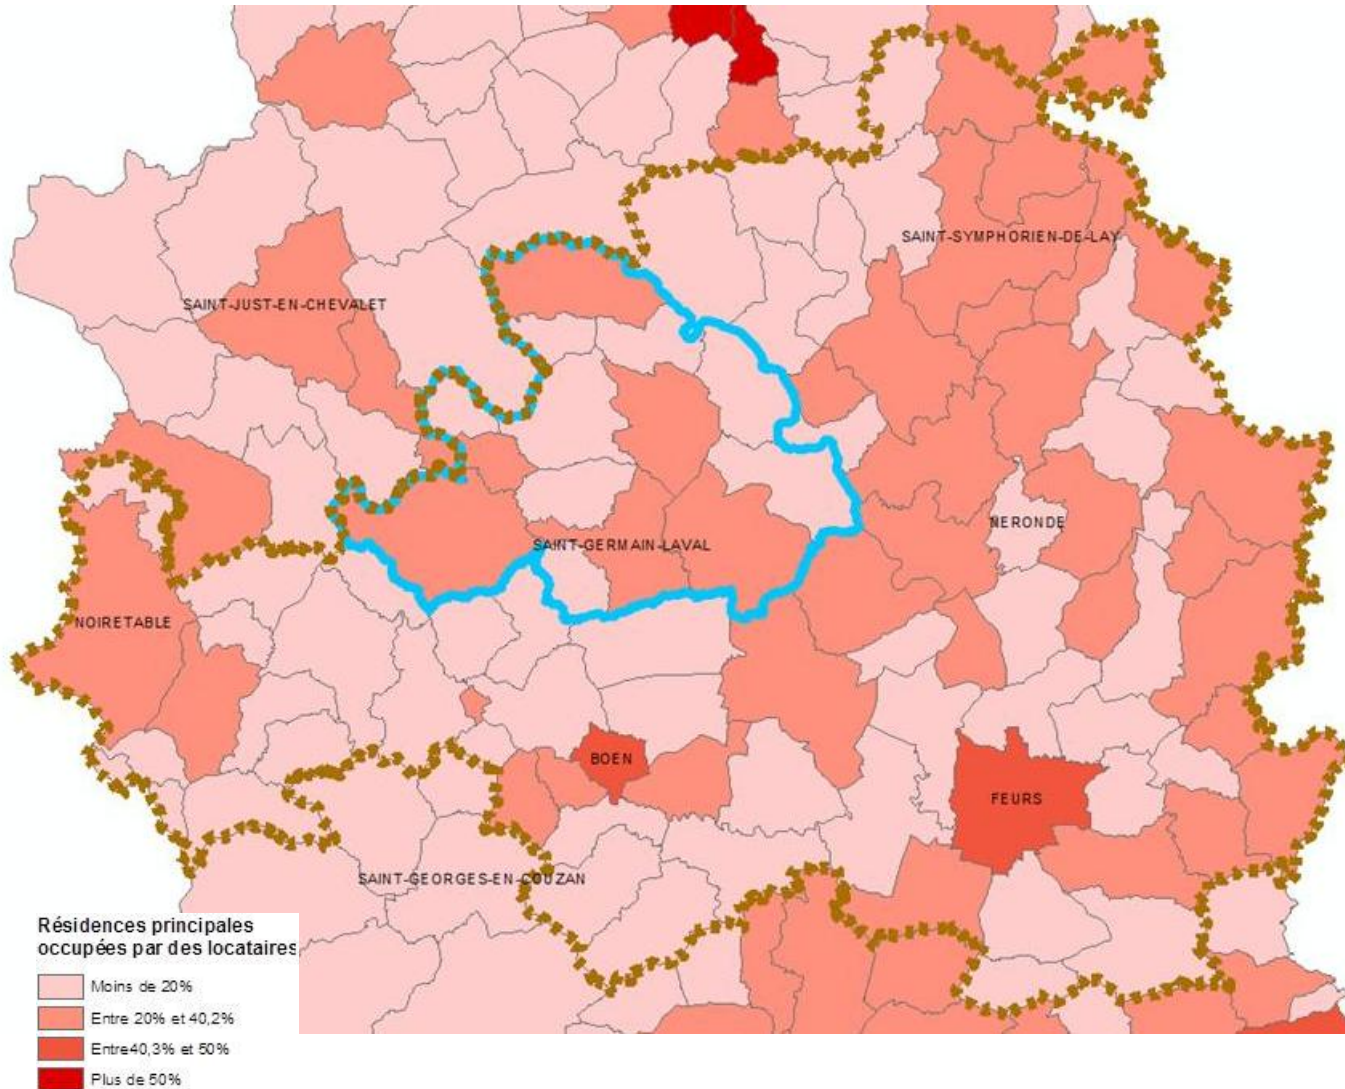 SAINT-SYMPHORIEN-DE-LAY
SAINT-JUST-EN-CHEVALET
NERONDE
SAINT-GERMAIN-LAVAL
NOIRETABLE
BOEN
FEURS
SAINT-GEORGES-EN-COUZAN
Résidences principales
occupées par des locataires
Moins de 20%
Entre 20% et 40,2%
Entre40,3% et 50%
Plus de 50%